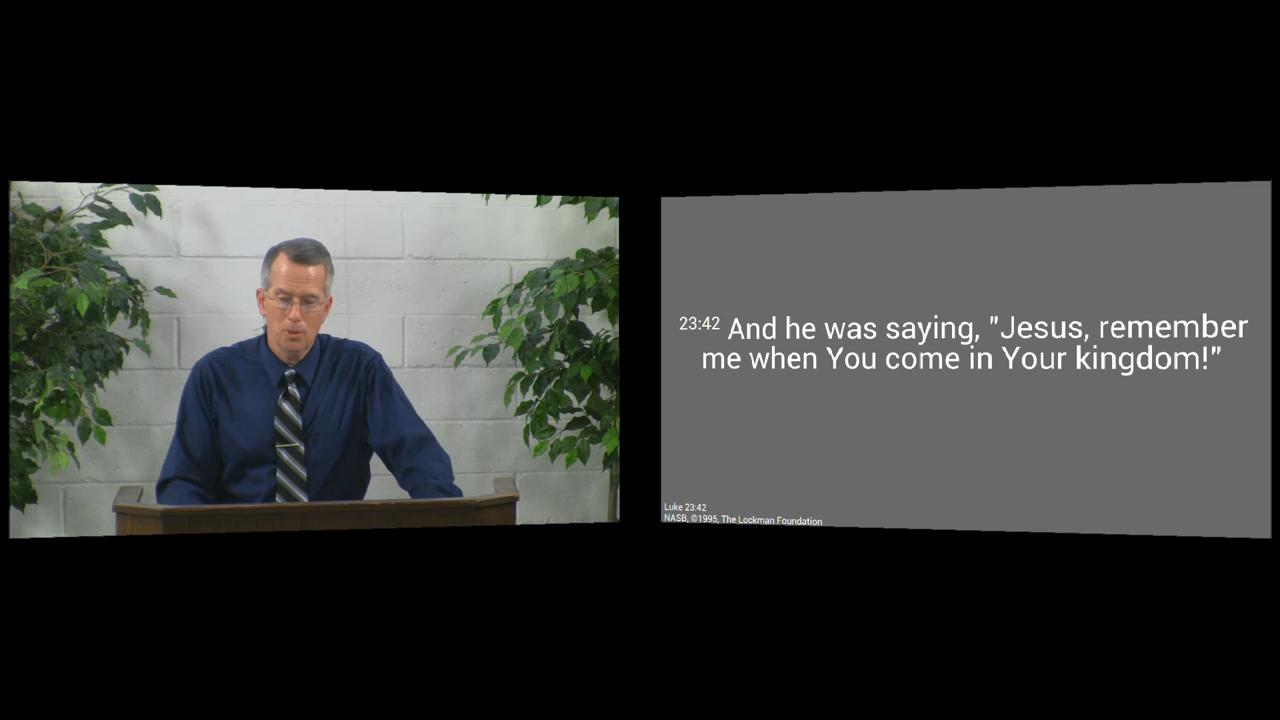 23:42 And he was saying, "Jesus, remember
me when You come in Your kingdom!"
Luke 23:42
NASB, ©1995, The Lockman Foundation